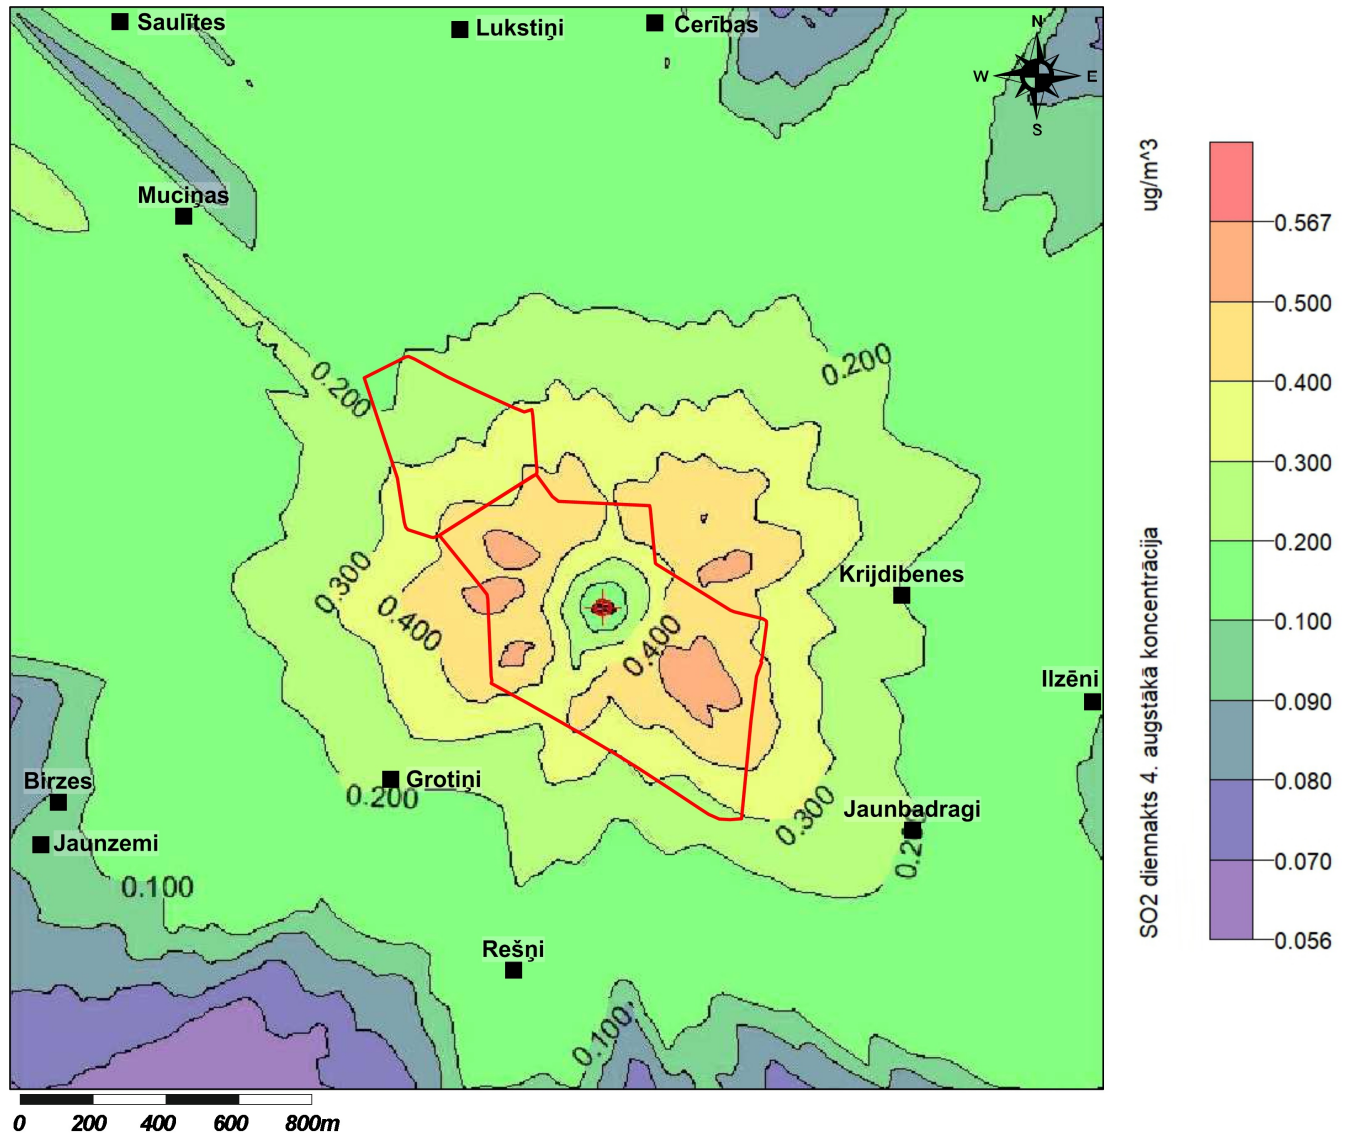 Saulītes
Lukstiņi
Cerības
N
W
E
S
Muciņas
0.200
0.200
0.300
0.400
0.400
Krijdibenes
Ilzēni
Birzes
Grotiņi
0.200
0.300
Jaunbadragi
Jaunzemi
0.100
Rešņi
0.100
0 200 400 600 800m
ug/m^3
0.567
0.500
0.400
0.300
0.200
0.100
0.090
0.080
0.070
0.056
SO2 diennakts 4. augstākā koncentrācija